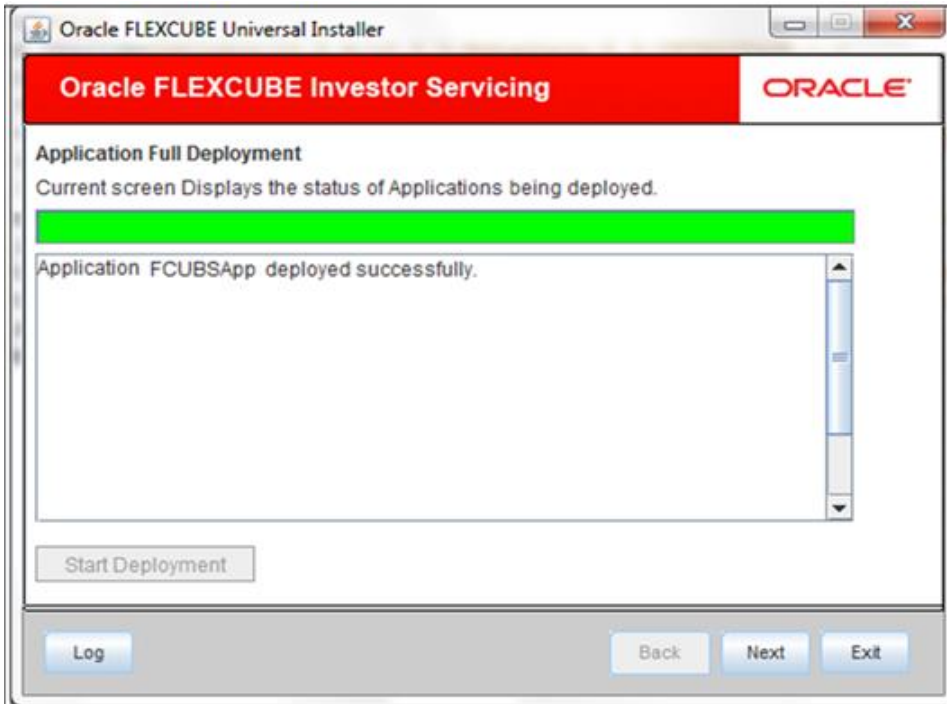 Oracle FLEXCUBE Universal Installer
Oracle FLEXCUBE Investor Servicing
ORACLE
Application Full Deployment
Current screen Displays the status of Applications being deployed.
Application FCUBSApp deployed successfully.
Start Deployment
Log Back Next Exit